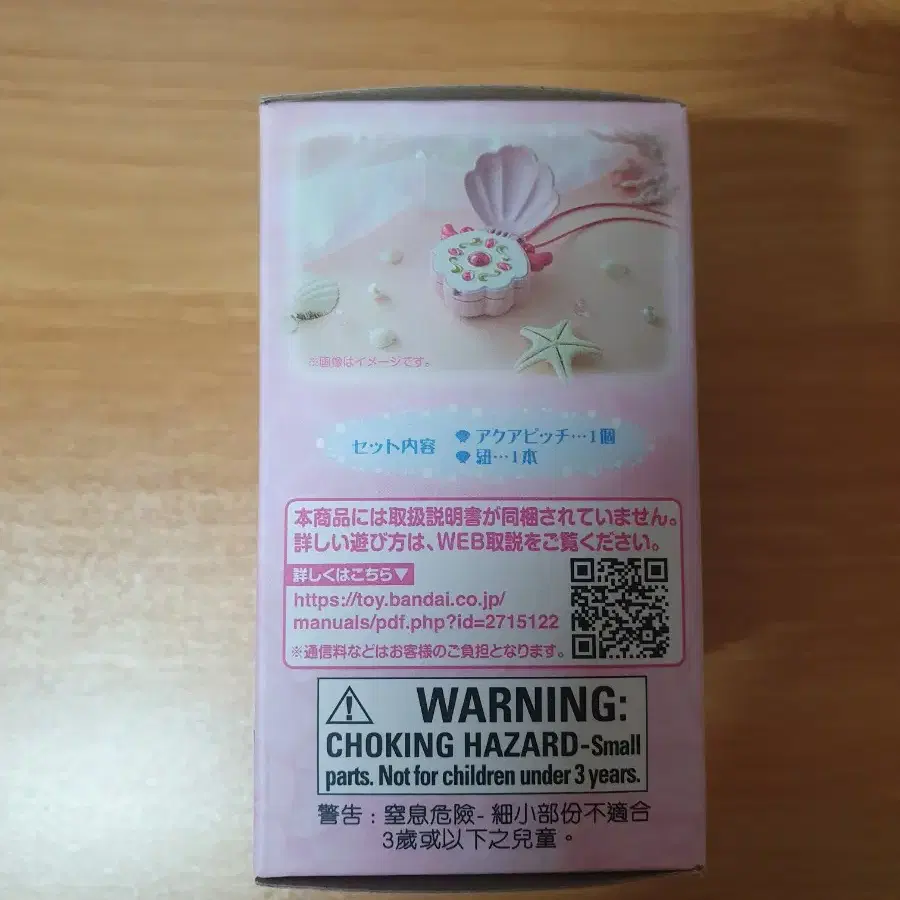 ※画像はイメージです。
セット内容
アクアピッチ…1個
紐…1本
本商品には取扱説明書が同梱されていません。
詳しい遊び方は、WEB取説をご覧ください。
詳しくはこちら▼
https://toy.bandai.co.jp/
manuals/pdf.php?id=2715122
※通信料などはお客様のご負担となります。
WARNING:
CHOKING HAZARD-Small
parts. Not for children under 3 years.
警告:窒息危險-細小部份不適合
3歲或以下之兒童。